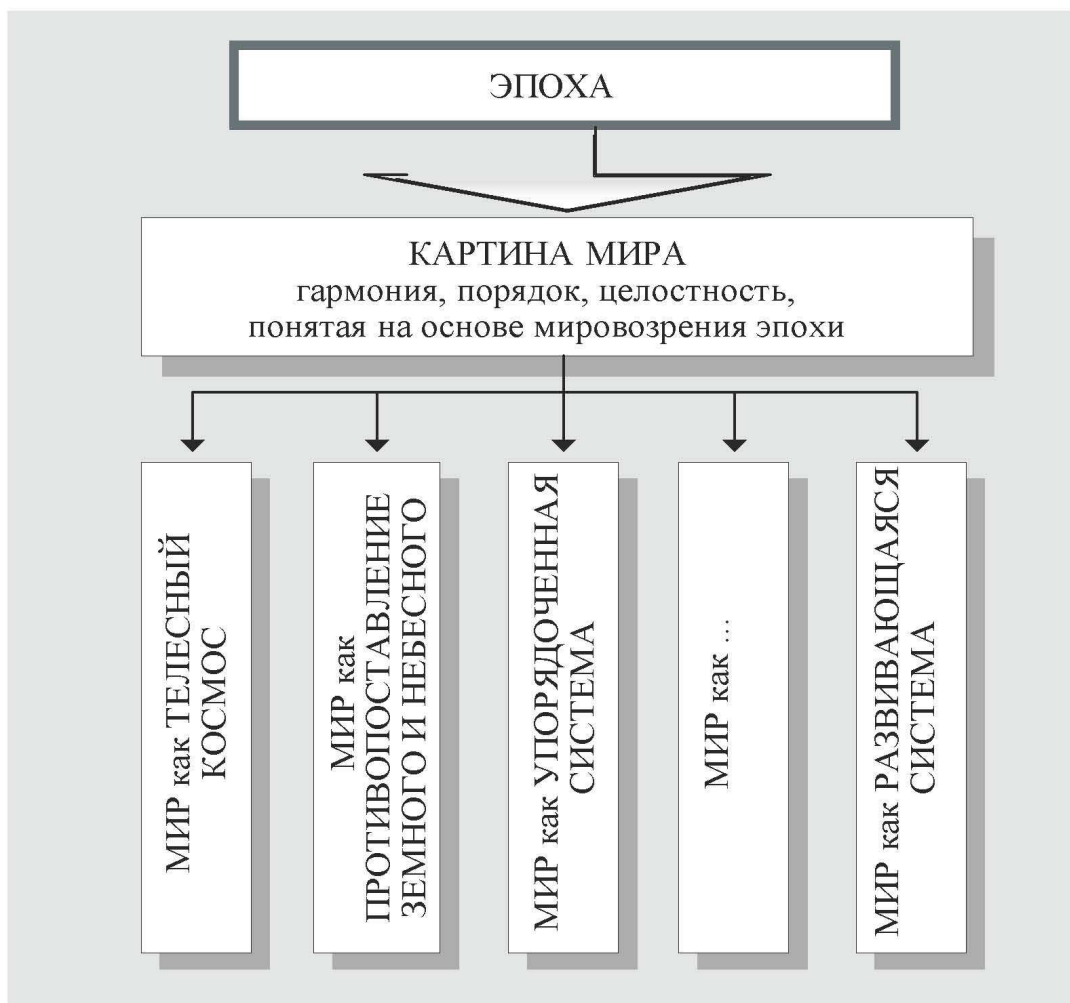 ЭПОХА
КАРТИНА МИРА
гармония, порядок, целостность,
понятая на основе мировозрения эпохи
МИР как ТЕЛЕСНЫЙ
КОСМОС
МИР как
ПРОТИВОПОСТАВЛЕНИЕ
ЗЕМНОГО И НЕБЕСНОГО
МИР как УПОРЯДОЧЕННАЯ
СИСТЕМА
МИР как ...
МИР как РАЗВИВАЮЩАЯСЯ
СИСТЕМА